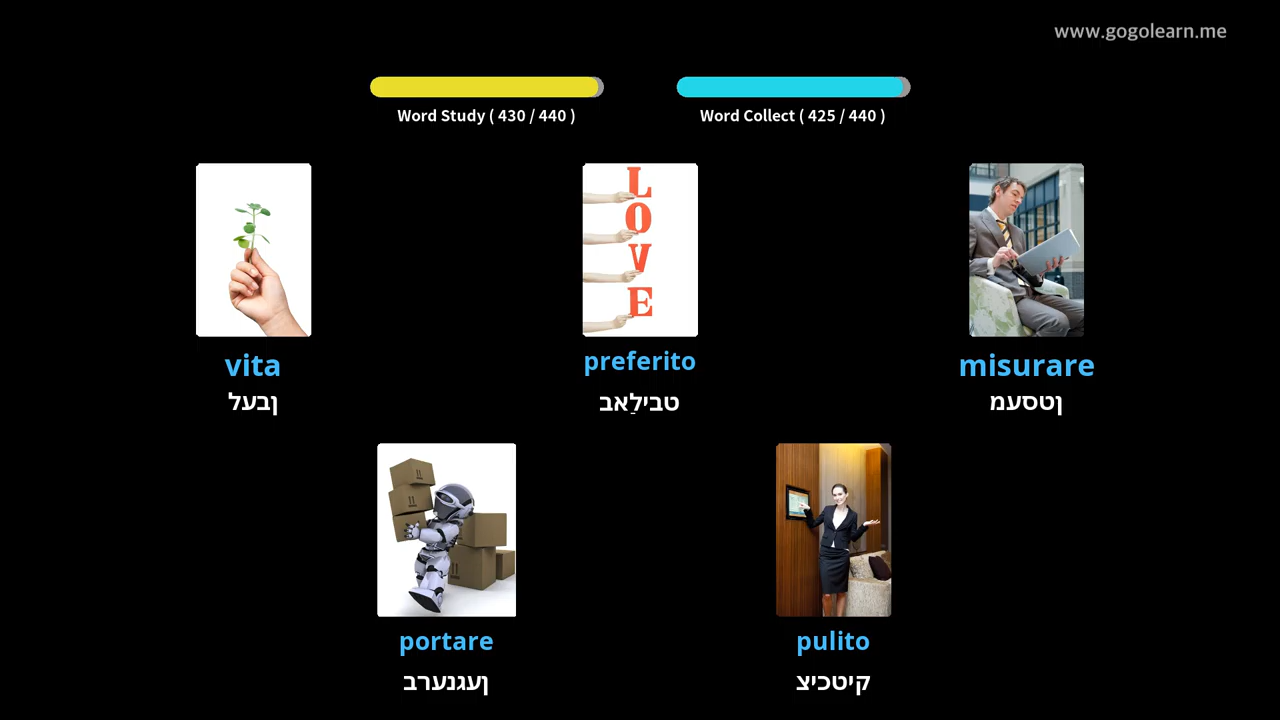 www.gogolearn.me
Word Study ( 430 / 440 )
Word Collect ( 425 / 440 )
L
O
V
E
vita
לעבן
preferito
באַליבט
misurare
מעסטן
portare
ברענגען
pulito
ציכטיק